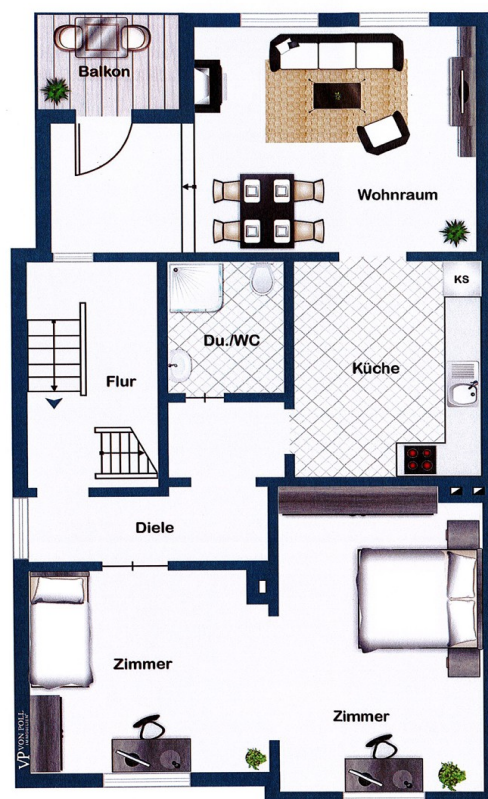 Balkon
Wohnraum
KS
Du./WC
Küche
Flur
Diele
Zimmer
Zimmer
VP VON POLL